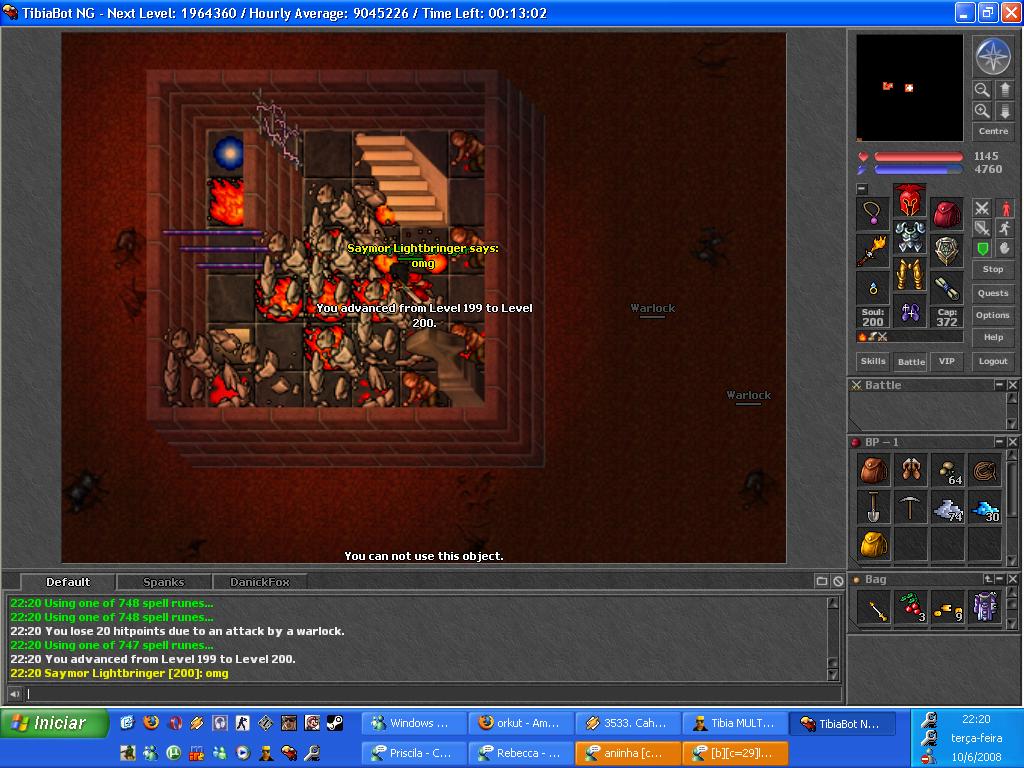 TibiaBot NG - Next Level: 1964360 / Hourly Average: 9045226 / Time Left: 00:13:02
Centre
1145
4760
Saymor Lightbringer says:
omg
You advanced from Level 199 to Level
200.
Warlock
Warlock
Stop
Quests
Soul:
200
Cap:
372
Options
Help
Skills
Battle
VIP
Logout
Battle
BP - 1
64
74
30
You can not use this object.
Default
Spanks
DanickFox
Bag
3
9
22:20 Using one of 748 spell runes...
22:20 Using one of 748 spell runes...
22:20 You lose 20 hitpoints due to an attack by a warlock.
22:20 Using one of 747 spell runes...
22:20 You advanced from Level 199 to Level 200.
22:20 Saymor Lightbringer [200]: omg
Iniciar
Windows ...
orkut - Am...
3533. Cah...
Tibia MULT...
TibiaBot N...
22:20
Priscila - C...
Rebecca - ...
aniinha [c...
[b][c=29]l...
terça-feira
10/6/2008